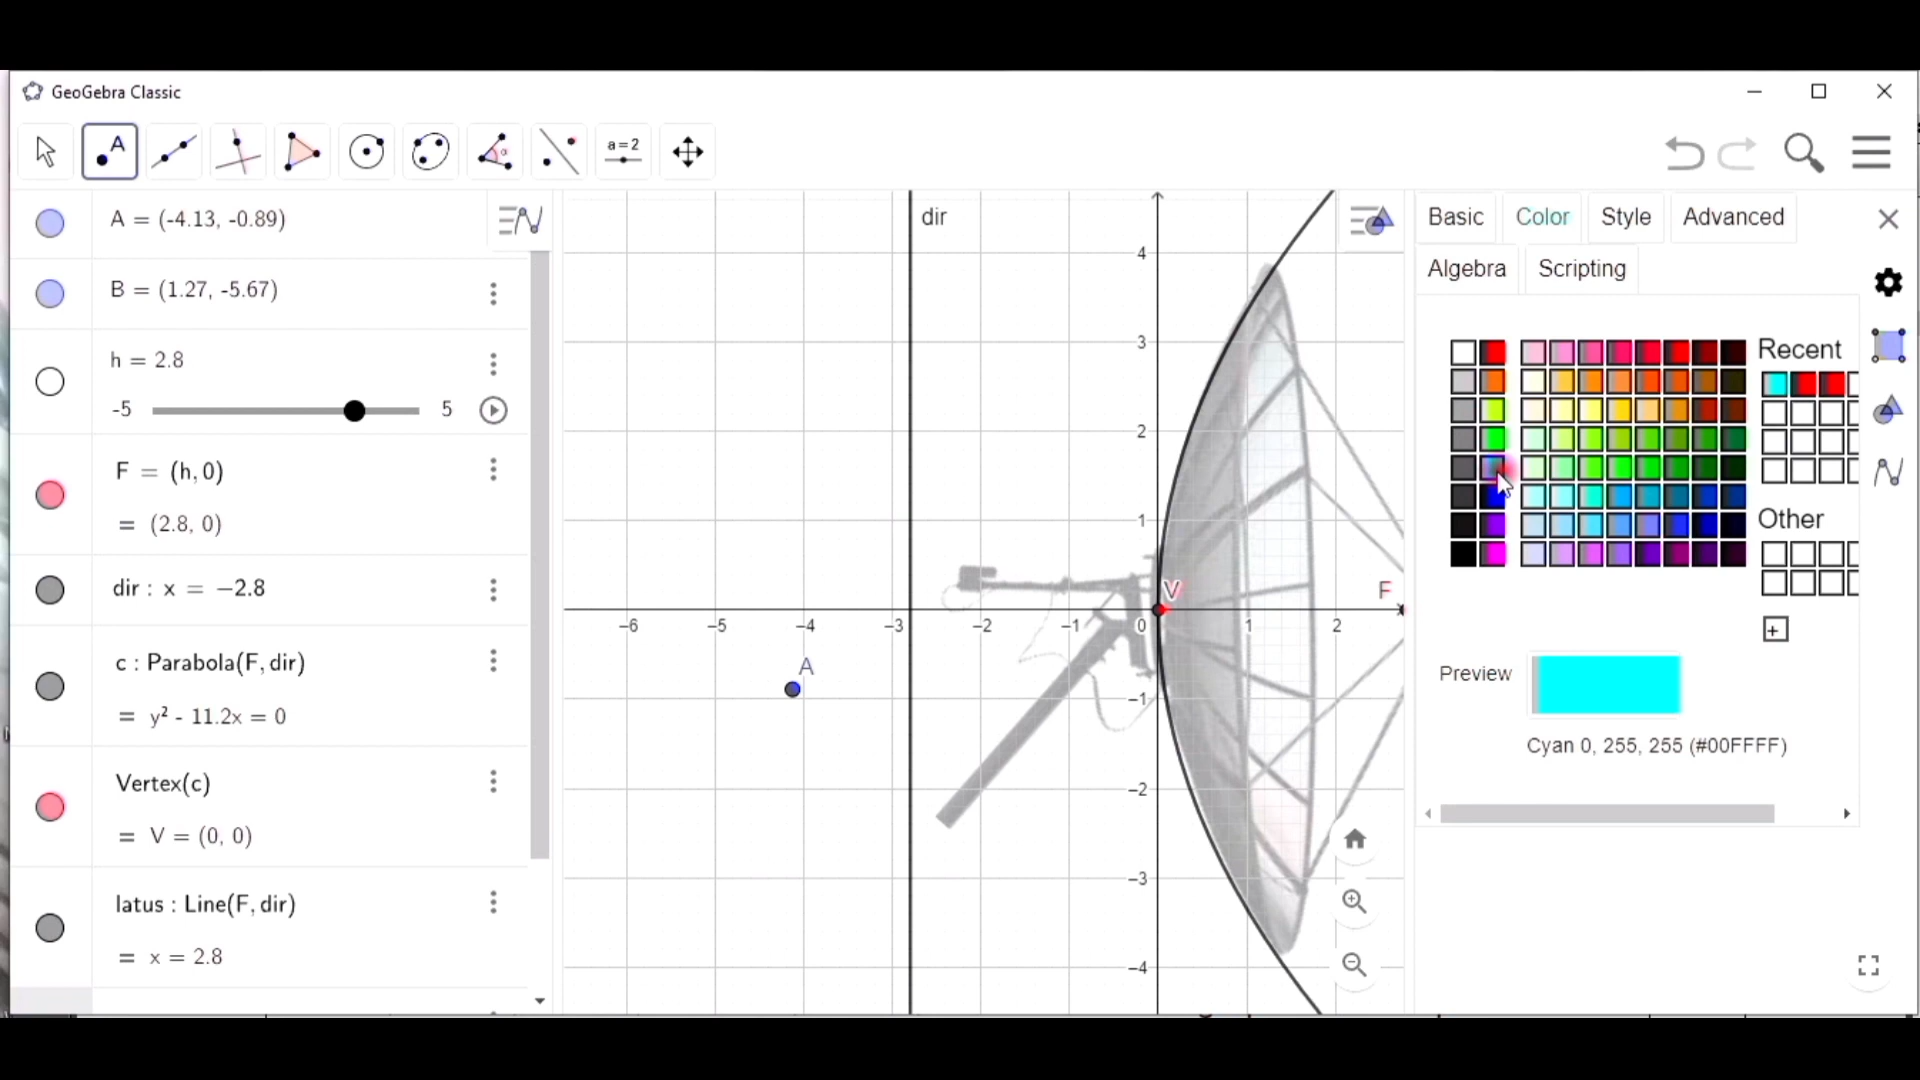 GeoGebra Classic
A
a = 2
A = (-4.13, -0.89)
B = (1.27, -5.67)
h = 2.8
-5
5
F = (h, 0)
= (2.8, 0)
dir : x = −2.8
c : Parabola(F, dir)
= y² - 11.2x = 0
Vertex(c)
= V = (0, 0)
latus : Line(F, dir)
= x = 2.8
dir
4
3
2
1
V
F
−6
−5
−4
−3
−2
−1
0
1
2
A
−1
−2
−3
−4
Basic
Color
Style
Advanced
Algebra
Scripting
Recent
Other
Preview
Cyan 0, 255, 255 (#00FFFF)